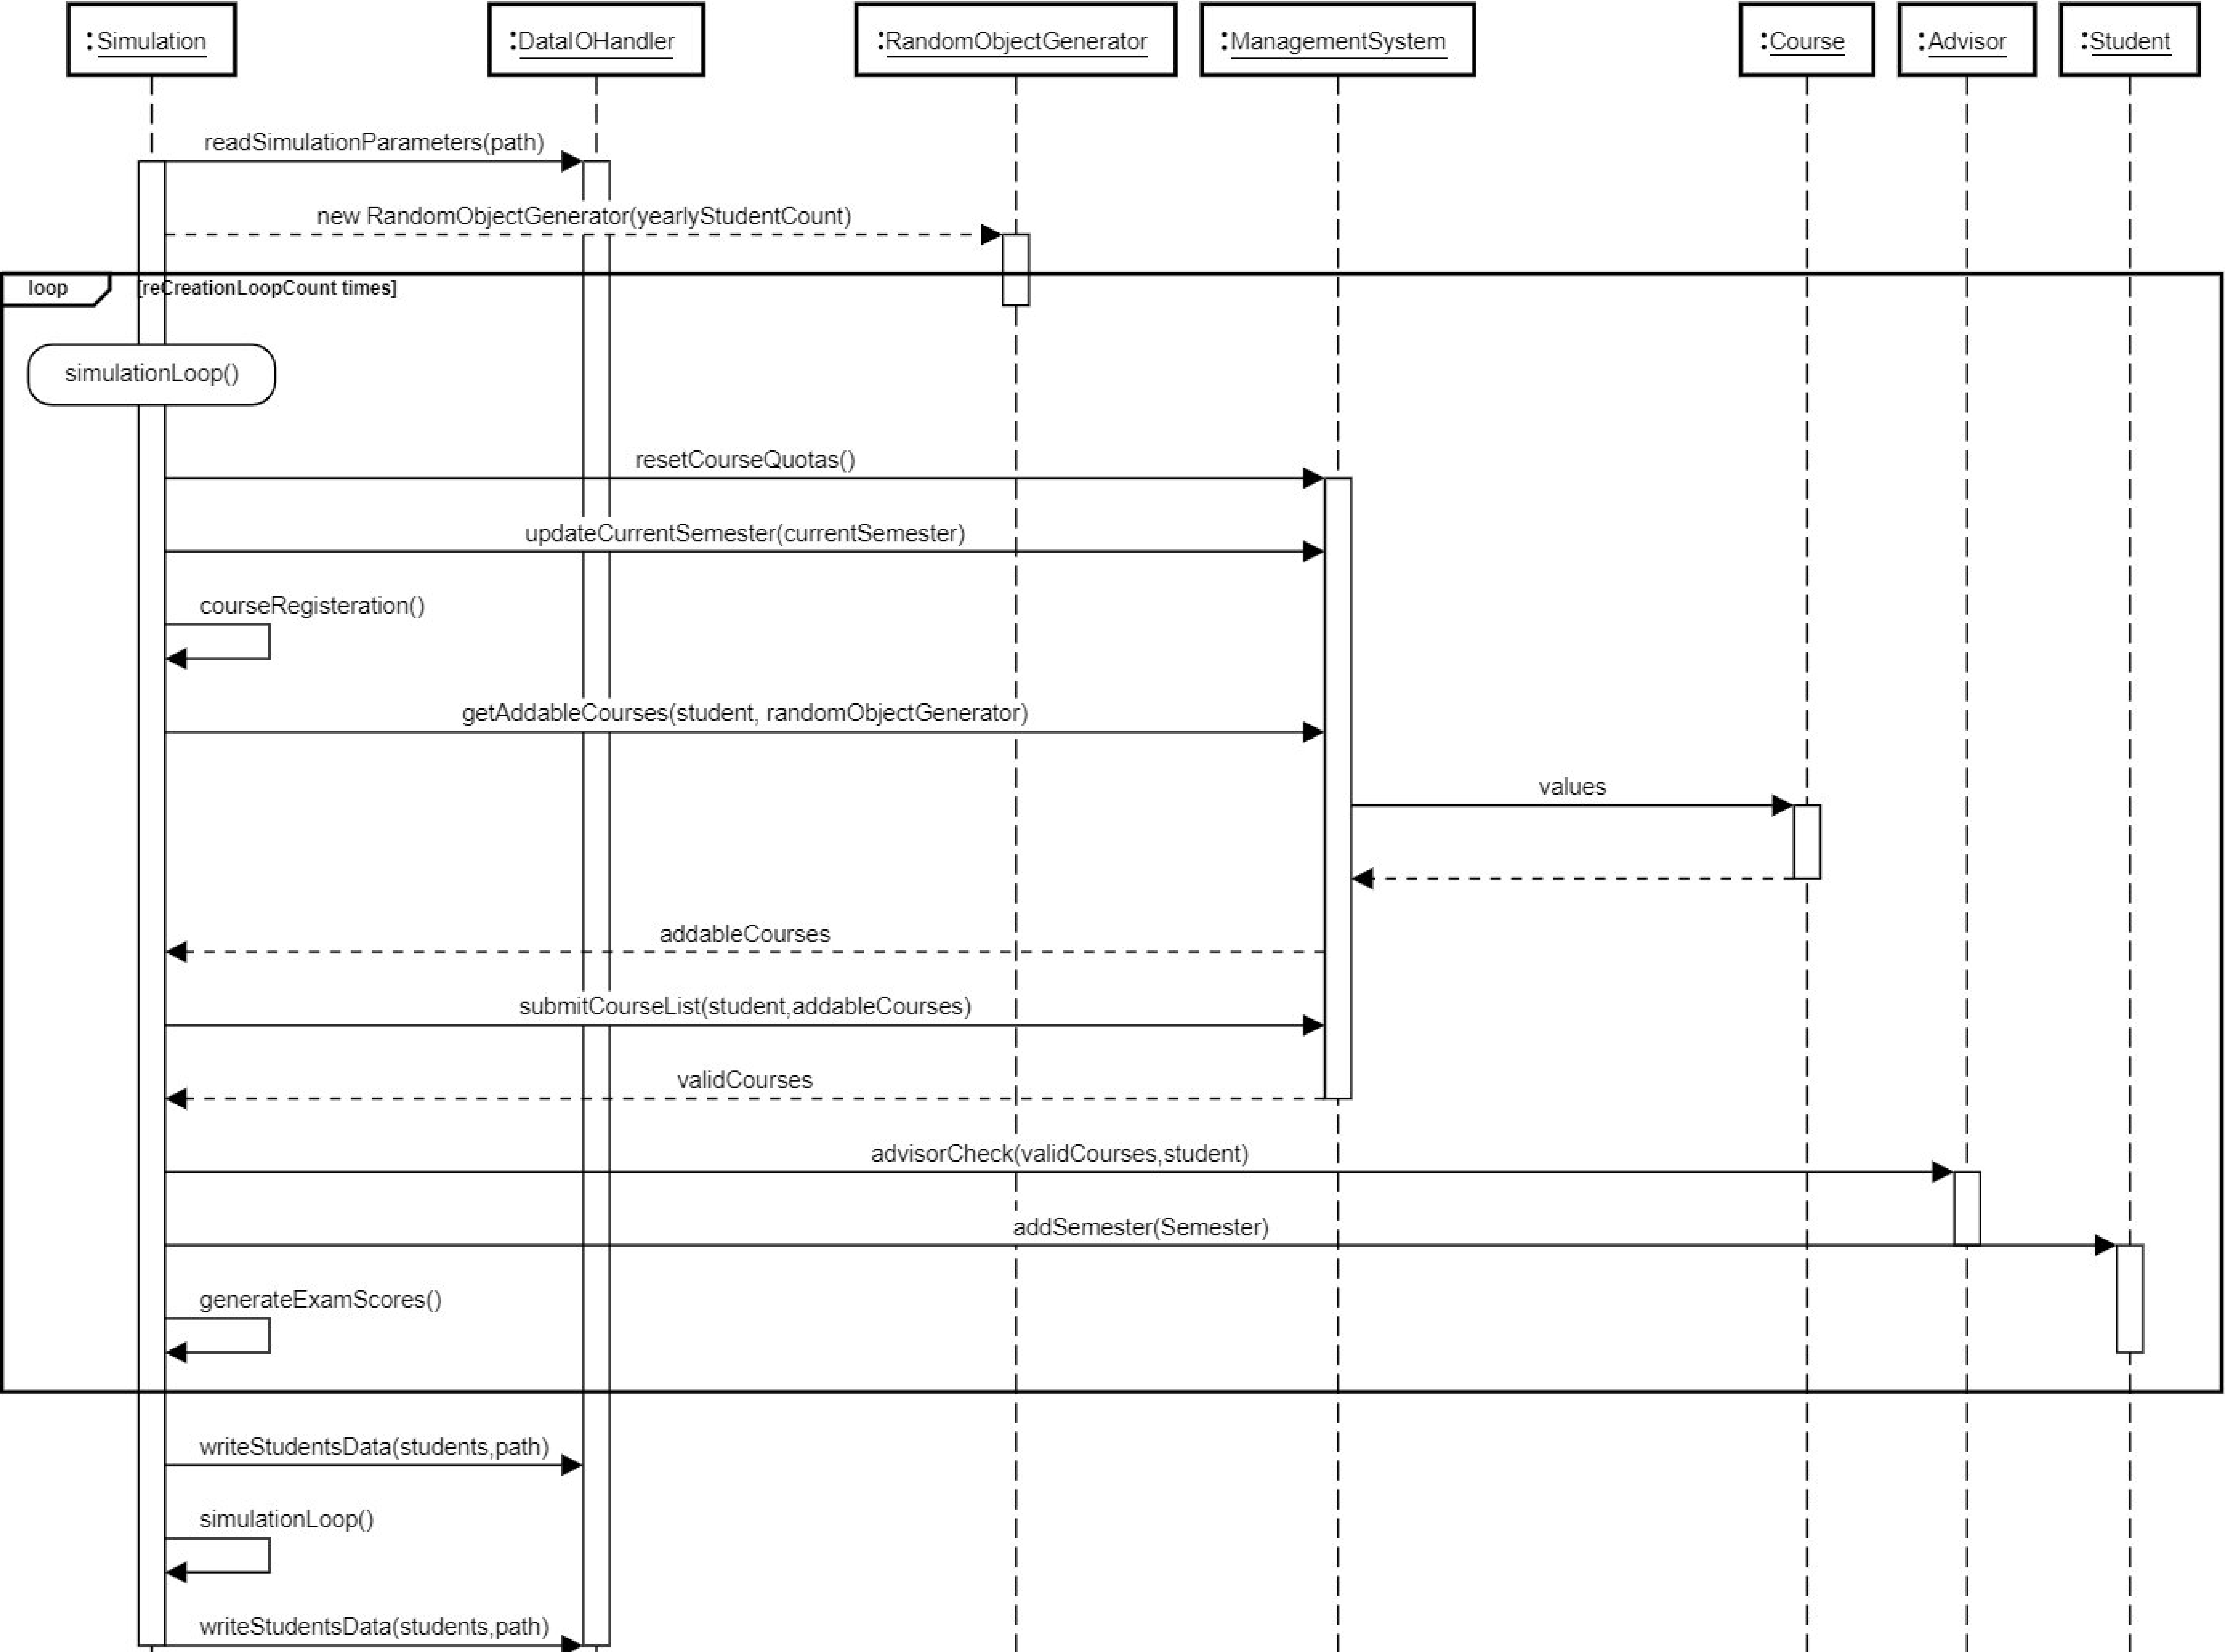 :Simulation
:DataIOHandler
:RandomObjectGenerator
:ManagementSystem
:Course
:Advisor
:Student
readSimulationParameters(path)
new RandomObjectGenerator(yearlyStudentCount)
loop
[reCreationLoopCount times]
simulationLoop()
resetCourseQuotas()
updateCurrentSemester(currentSemester)
courseRegisteration()
getAddableCourses(student, randomObjectGenerator)
values
addableCourses
submitCourseList(student,addableCourses)
validCourses
advisorCheck(validCourses,student)
addSemester(Semester)
generateExamScores()
writeStudentsData(students,path)
simulationLoop()
writeStudentsData(students,path)